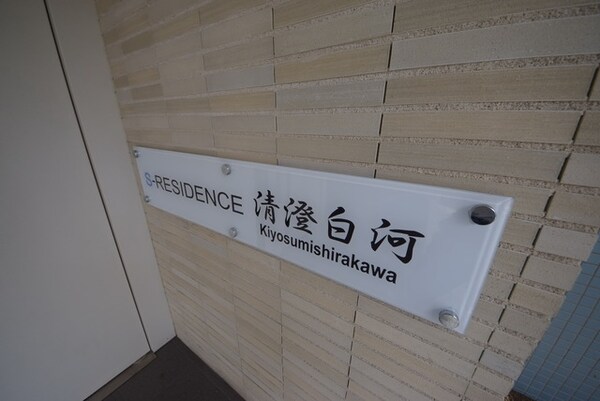 S-RESIDENCE 清澄白河
Kiyosumishirakawa